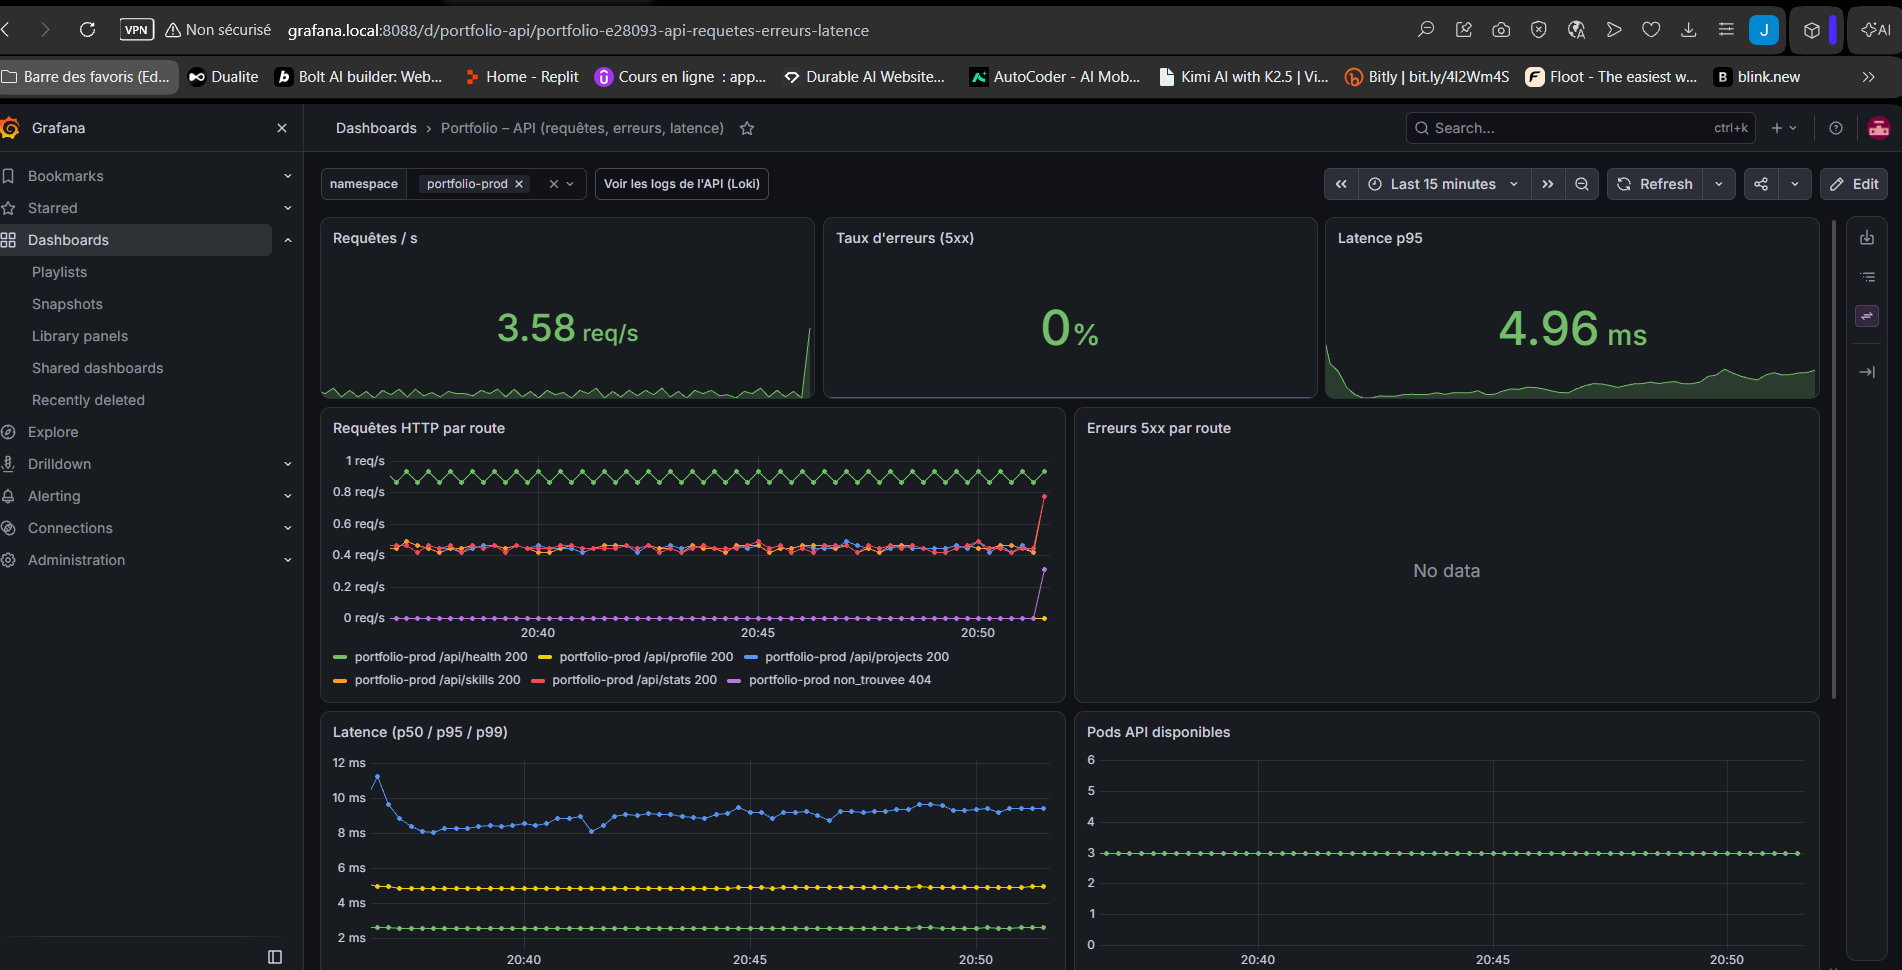 VPN
Non sécurisé
grafana.local:8088/d/portfolio-api/portfolio-e28093-api-requetes-erreurs-latence
J
AI
Barre des favoris (Ed...
Dualite
Bolt AI builder: Web...
Home - Replit
Cours en ligne : app...
Durable AI Website...
AutoCoder - AI Mob...
Kimi AI with K2.5 | Vi...
Bitly | bit.ly/4l2Wm4S
Floot - The easiest w...
blink.new
Grafana
Dashboards › Portfolio – API (requêtes, erreurs, latence)
Search...
ctrl+k
Bookmarks
Starred
Dashboards
Playlists
Snapshots
Library panels
Shared dashboards
Recently deleted
Explore
Drilldown
Alerting
Connections
Administration
namespace
portfolio-prod
Voir les logs de l'API (Loki)
Last 15 minutes
Refresh
Edit
Requêtes / s
3.58 req/s
Taux d'erreurs (5xx)
0%
Latence p95
4.96 ms
Requêtes HTTP par route
1 req/s
0.8 req/s
0.6 req/s
0.4 req/s
0.2 req/s
0 req/s
20:40
20:45
20:50
portfolio-prod /api/health 200
portfolio-prod /api/profile 200
portfolio-prod /api/projects 200
portfolio-prod /api/skills 200
portfolio-prod /api/stats 200
portfolio-prod non_trouvee 404
Erreurs 5xx par route
No data
Latence (p50 / p95 / p99)
12 ms
10 ms
8 ms
6 ms
4 ms
2 ms
20:40
20:45
20:50
Pods API disponibles
6
5
4
3
2
1
0
20:40
20:45
20:50